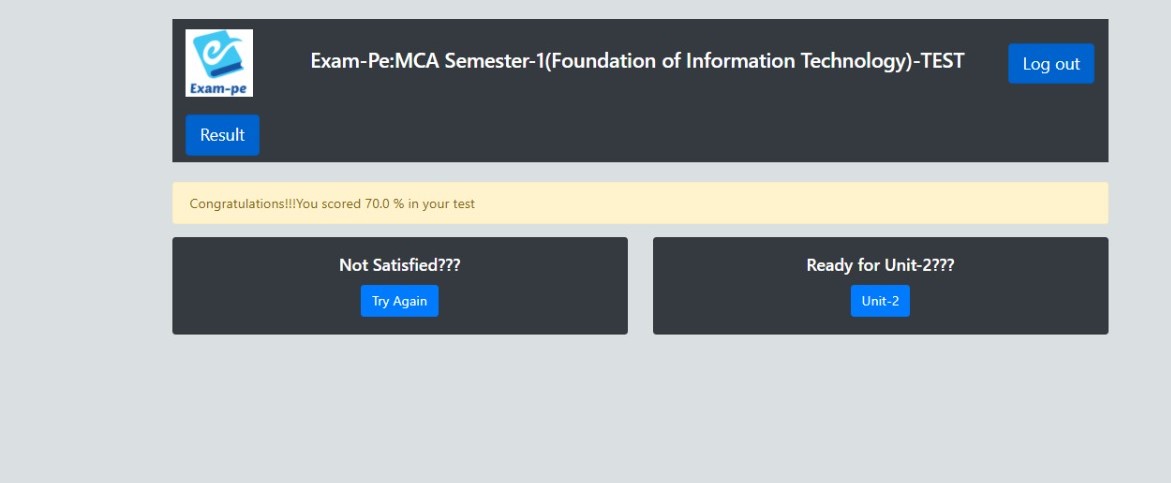 Exam-pe
Exam-Pe:MCA Semester-1(Foundation of Information Technology)-TEST
Log out
Result
Congratulations!!!You scored 70.0 % in your test
Not Satisfied???
Try Again
Ready for Unit-2???
Unit-2